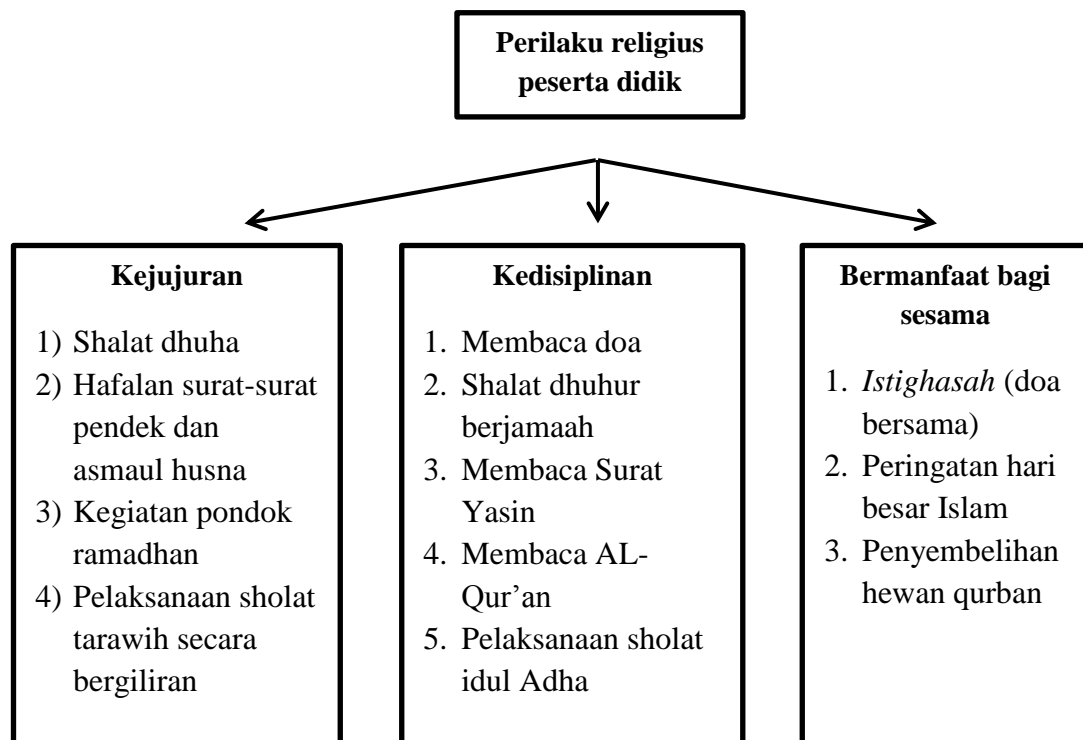 Perilaku religius
peserta didik
Kejujuran
1) Shalat dhuha
2) Hafalan surat-surat
pendek dan
asmaul husna
3) Kegiatan pondok
ramadhan
4) Pelaksanaan sholat
tarawih secara
bergiliran
Kedisiplinan
1. Membaca doa
2. Shalat dhuhur
berjamaah
3. Membaca Surat
Yasin
4. Membaca AL-
Qur’an
5. Pelaksanaan sholat
idul Adha
Bermanfaat bagi
sesama
1. Istighasah (doa
bersama)
2. Peringatan hari
besar Islam
3. Penyembelihan
hewan qurban